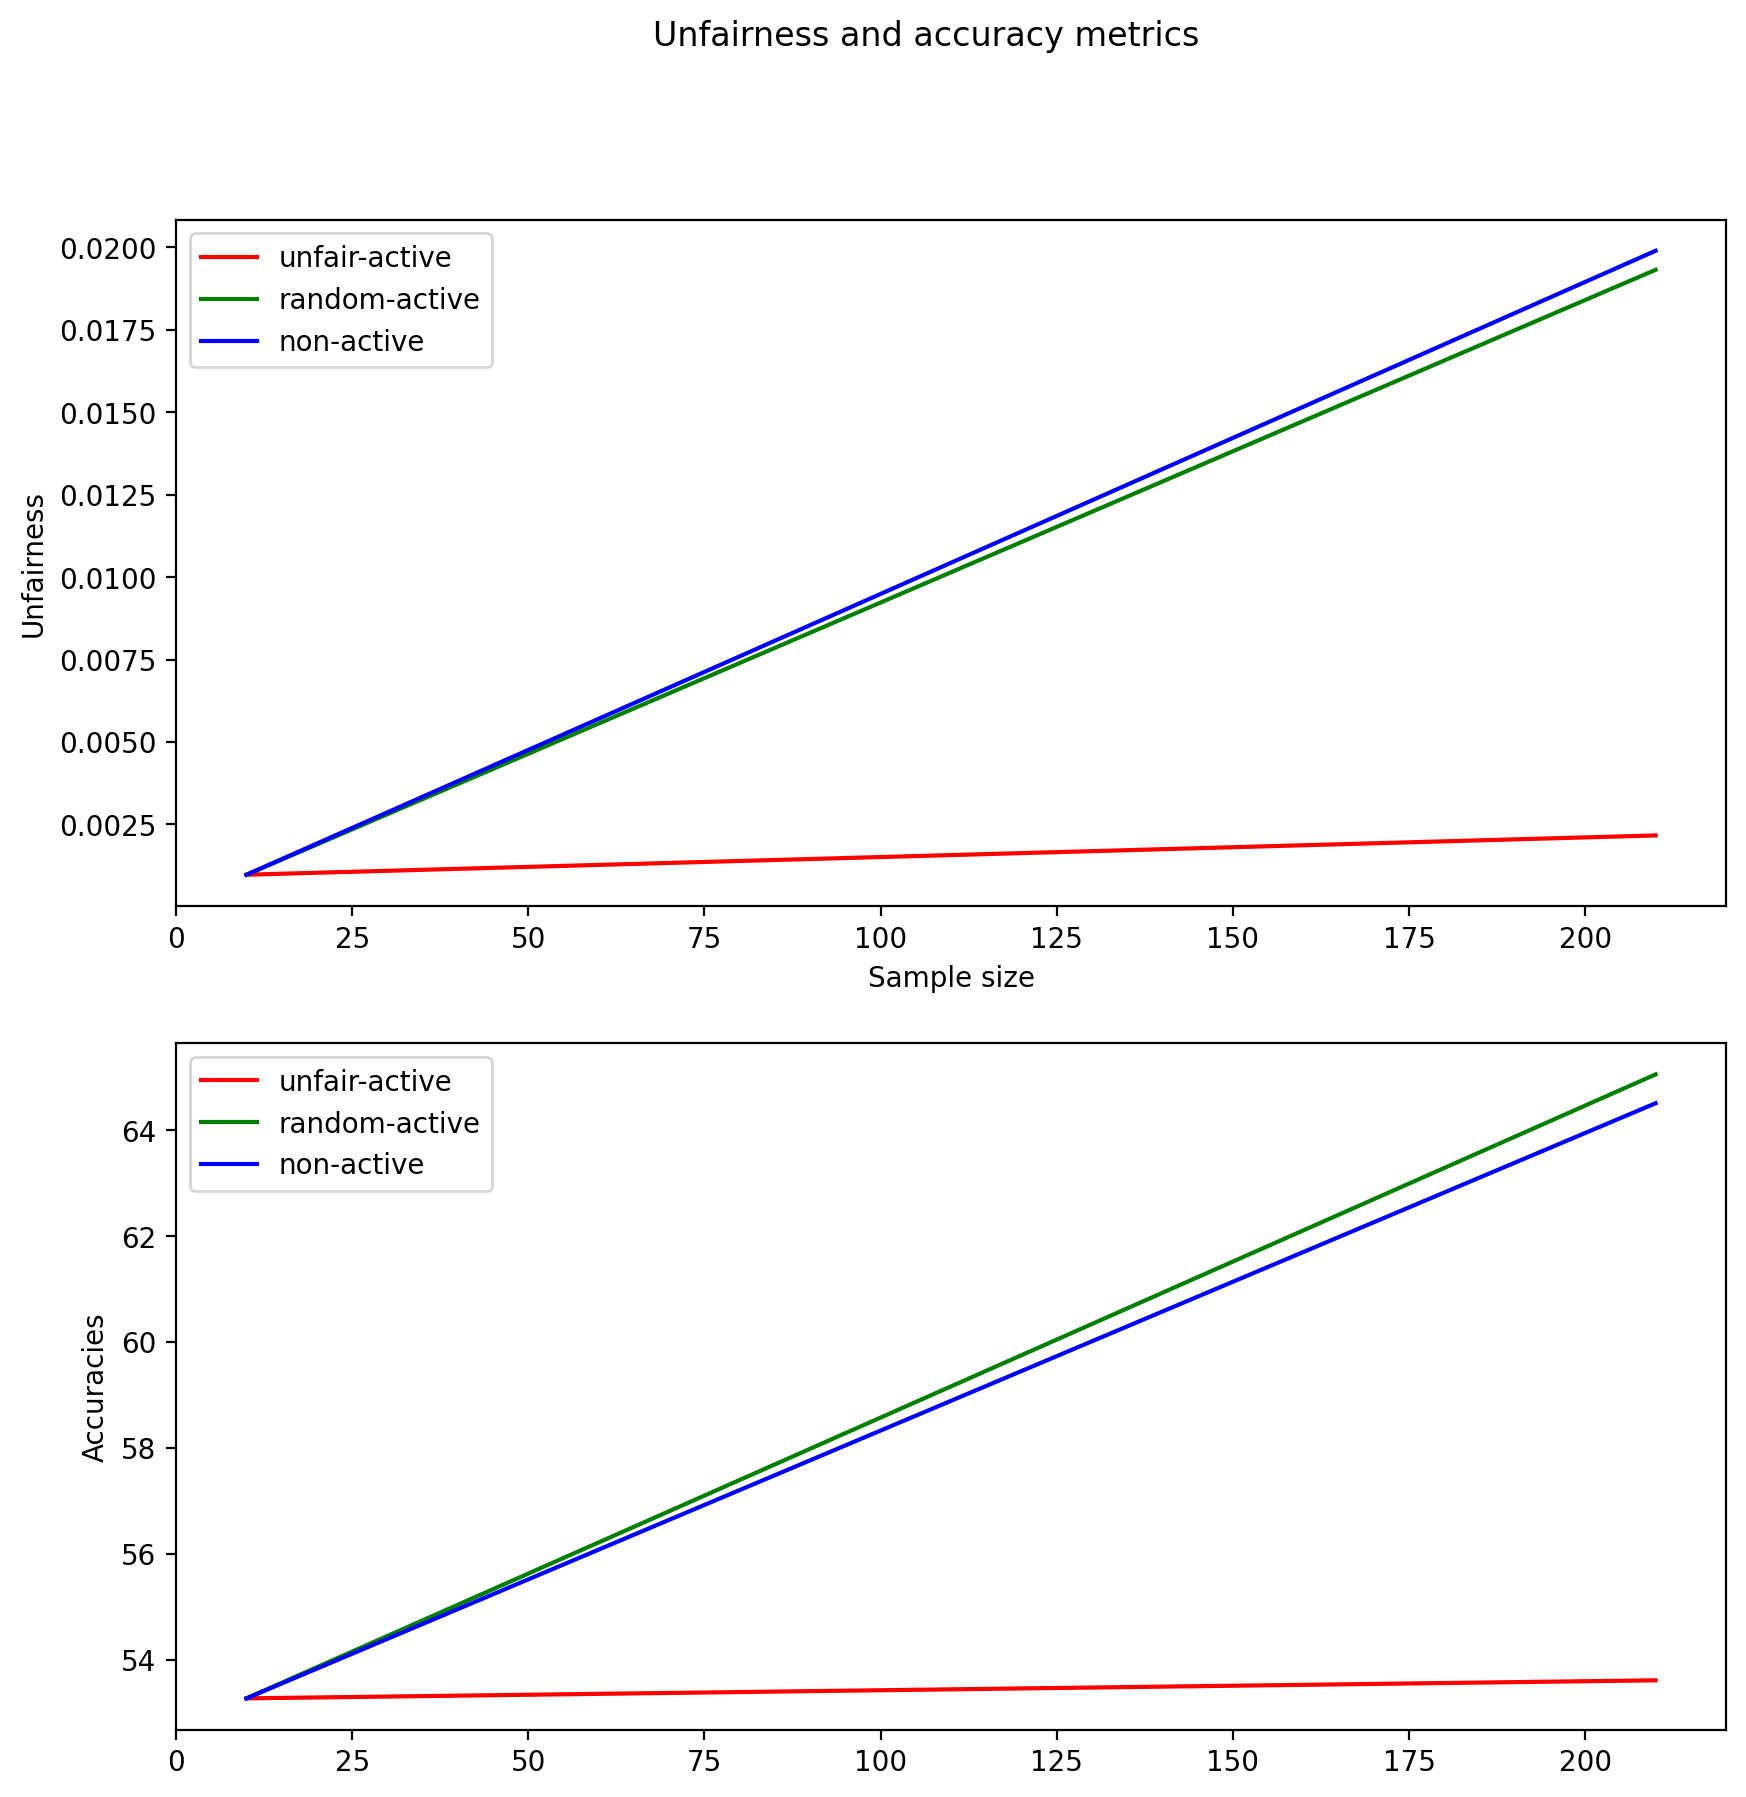 Unfairness and accuracy metrics
unfair-active
random-active
non-active
0.0200
0.0175
0.0150
0.0125
0.0100
0.0075
0.0050
0.0025
Unfairness
0 25 50 75 100 125 150 175 200
Sample size
unfair-active
random-active
non-active
64
62
60
58
56
54
Accuracies
0 25 50 75 100 125 150 175 200